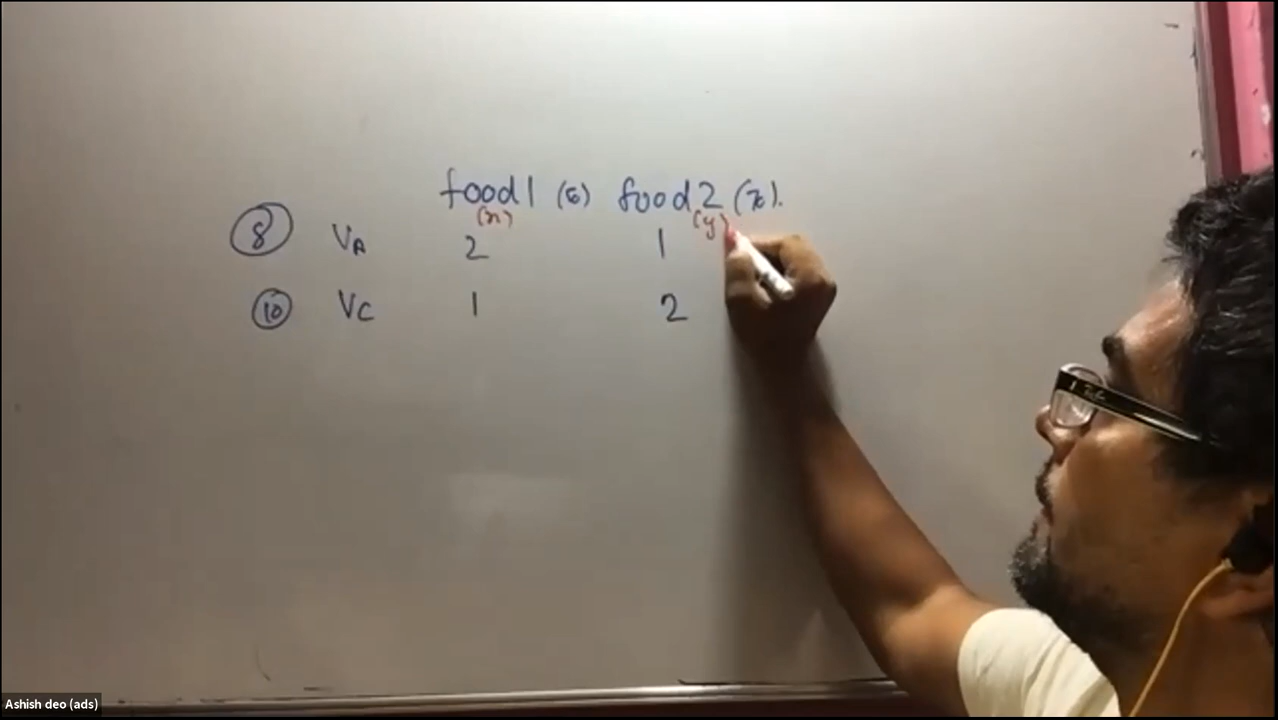 food1 (6) food2 (7).
(x) (y)
8 VA 2 1
10 VC 1 2
Ashish deo (ads)